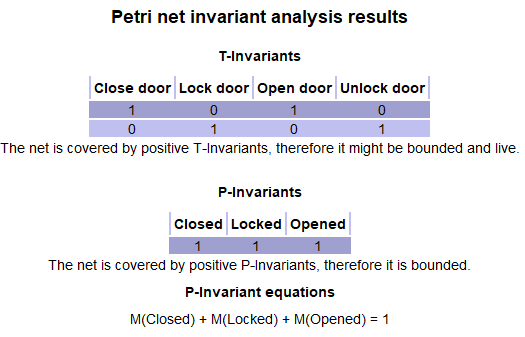 Petri net invariant analysis results
T-Invariants
Close door Lock door Open door Unlock door
1 0 1 0
0 1 0 1
The net is covered by positive T-Invariants, therefore it might be bounded and live.
P-Invariants
Closed Locked Opened
1 1 1
The net is covered by positive P-Invariants, therefore it is bounded.
P-Invariant equations
M(Closed) + M(Locked) + M(Opened) = 1